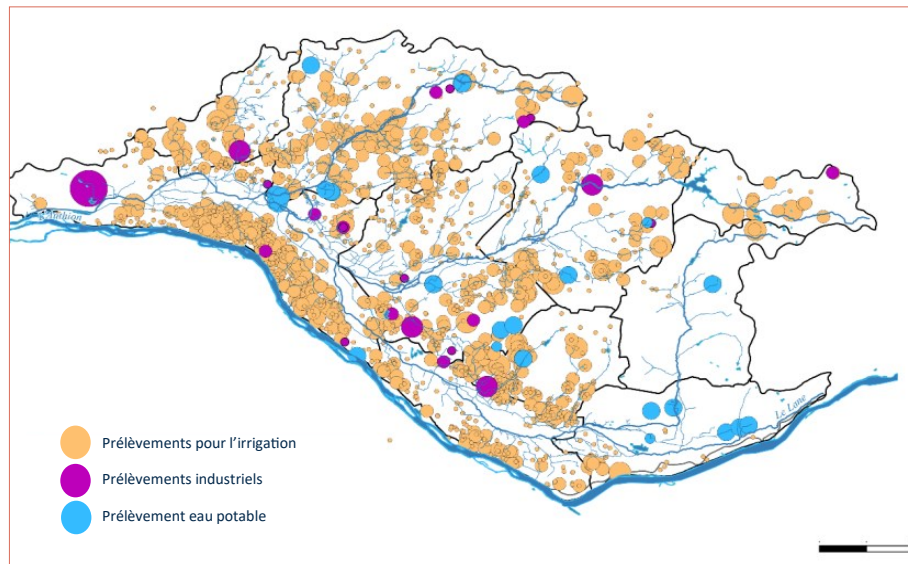 Le Lane
Prélèvements pour l’irrigation
Prélèvements industriels
Prélèvement eau potable